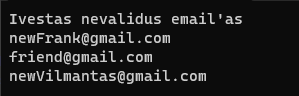 Ivestas nevalidus email'as
newFrank@gmail.com
friend@gmail.com
newVilmantas@gmail.com